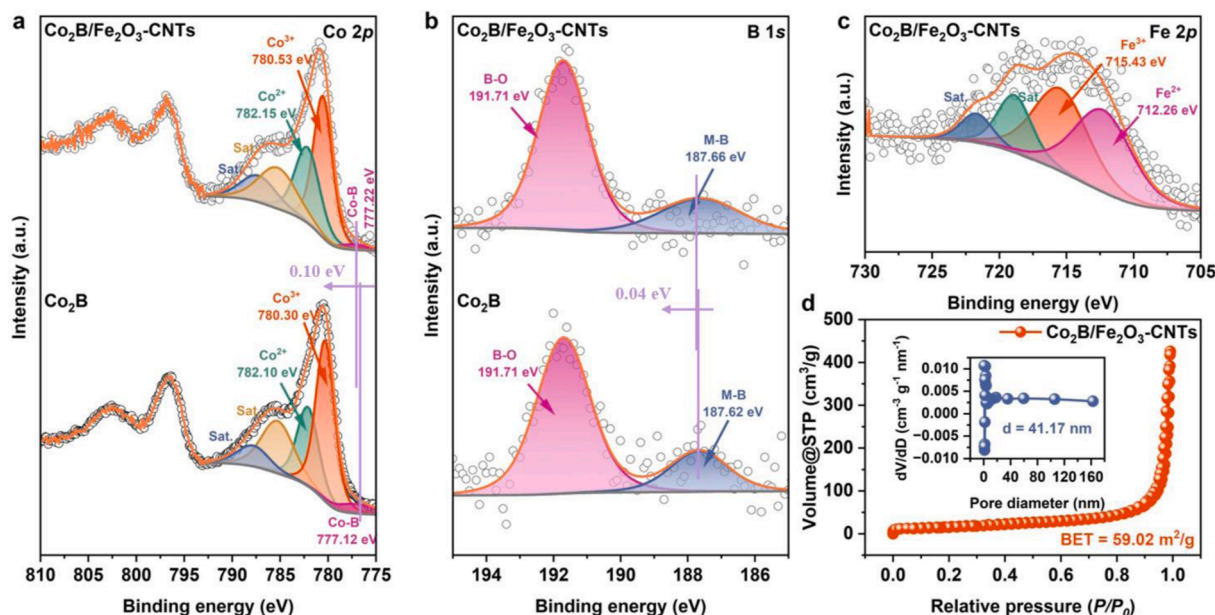 a
Co₂B/Fe₂O₃-CNTs
Co 2p
Co³⁺
780.53 eV
Co²⁺
782.15 eV
Sat.
Sat.
Co-B
777.22 eV
0.10 eV
Co₂B
Co³⁺
780.30 eV
Co²⁺
782.10 eV
Sat.
Sat.
Co-B
777.12 eV
Intensity (a.u.)
810 805 800 795 790 785 780 775
Binding energy (eV)
b
Co₂B/Fe₂O₃-CNTs
B 1s
B-O
191.71 eV
M-B
187.66 eV
0.04 eV
Co₂B
B-O
191.71 eV
M-B
187.62 eV
Intensity (a.u.)
194 192 190 188 186
Binding energy (eV)
c
Co₂B/Fe₂O₃-CNTs
Fe 2p
Fe³⁺
715.43 eV
Fe²⁺
712.26 eV
Sat.
Sat.
Intensity (a.u.)
730 725 720 715 710 705
Binding energy (eV)
d
Co₂B/Fe₂O₃-CNTs
500
400
300
200
100
0
Volume@STP (cm³/g)
0.010
0.005
0.000
−0.005
−0.010
dV/dD (cm⁻³ g⁻¹ nm⁻¹)
d = 41.17 nm
0 40 80 120 160
Pore diameter (nm)
BET = 59.02 m²/g
0.0 0.2 0.4 0.6 0.8 1.0
Relative pressure (P/P₀)